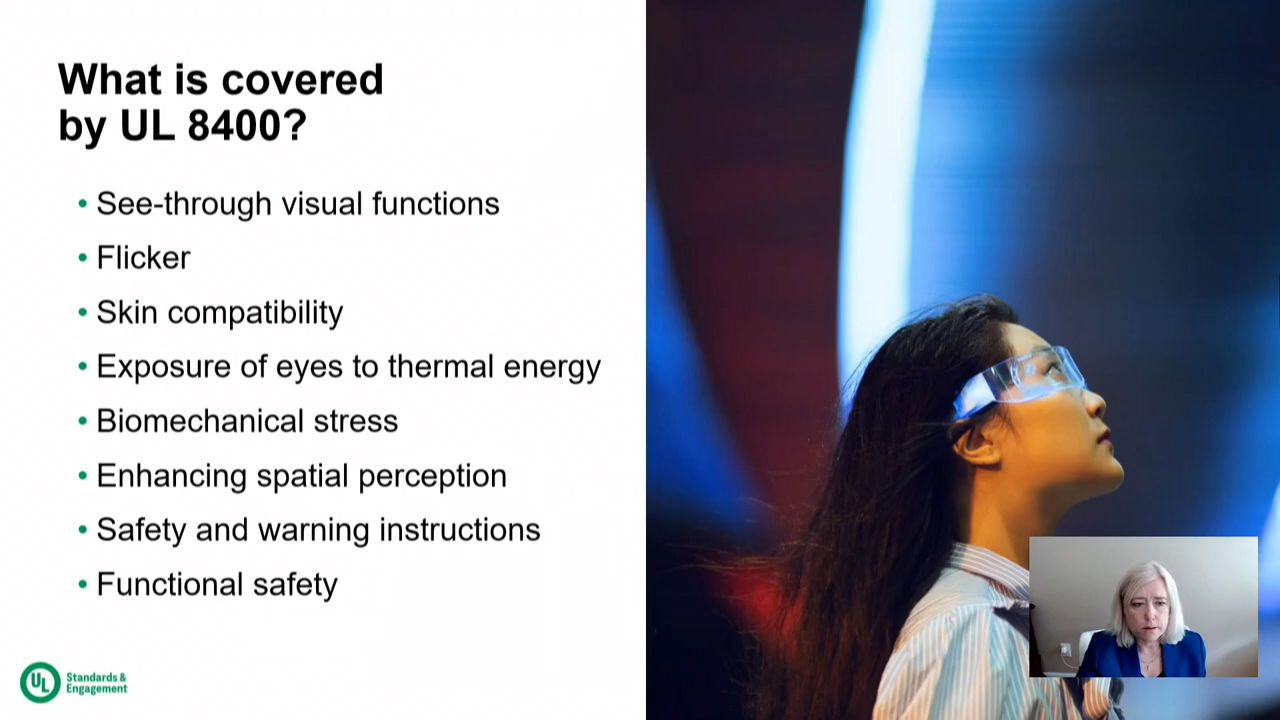 What is covered
by UL 8400?
• See-through visual functions
• Flicker
• Skin compatibility
• Exposure of eyes to thermal energy
• Biomechanical stress
• Enhancing spatial perception
• Safety and warning instructions
• Functional safety
UL
Standards &
Engagement